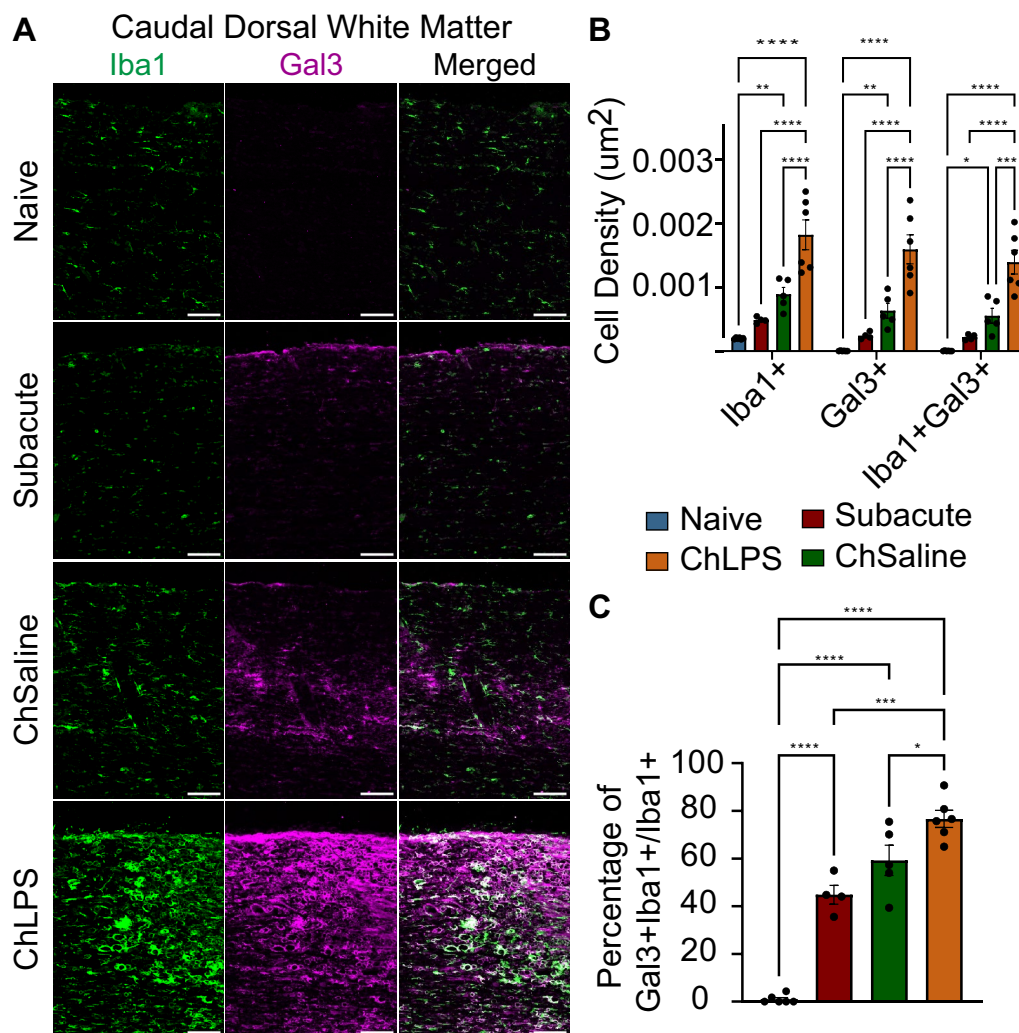 A
Caudal Dorsal White Matter
Iba1 Gal3 Merged
Naive
Subacute
ChSaline
ChLPS
B
**** ****
** ** ****
**** **** ****
**** **** * ***
Cell Density (um2)
0.003
0.002
0.001
Iba1+
Gal3+
Iba1+Gal3+
Naive Subacute
ChLPS ChSaline
C
****
****
***
**** *
Percentage of
Gal3+Iba1+/Iba1+
100
80
60
40
20
0